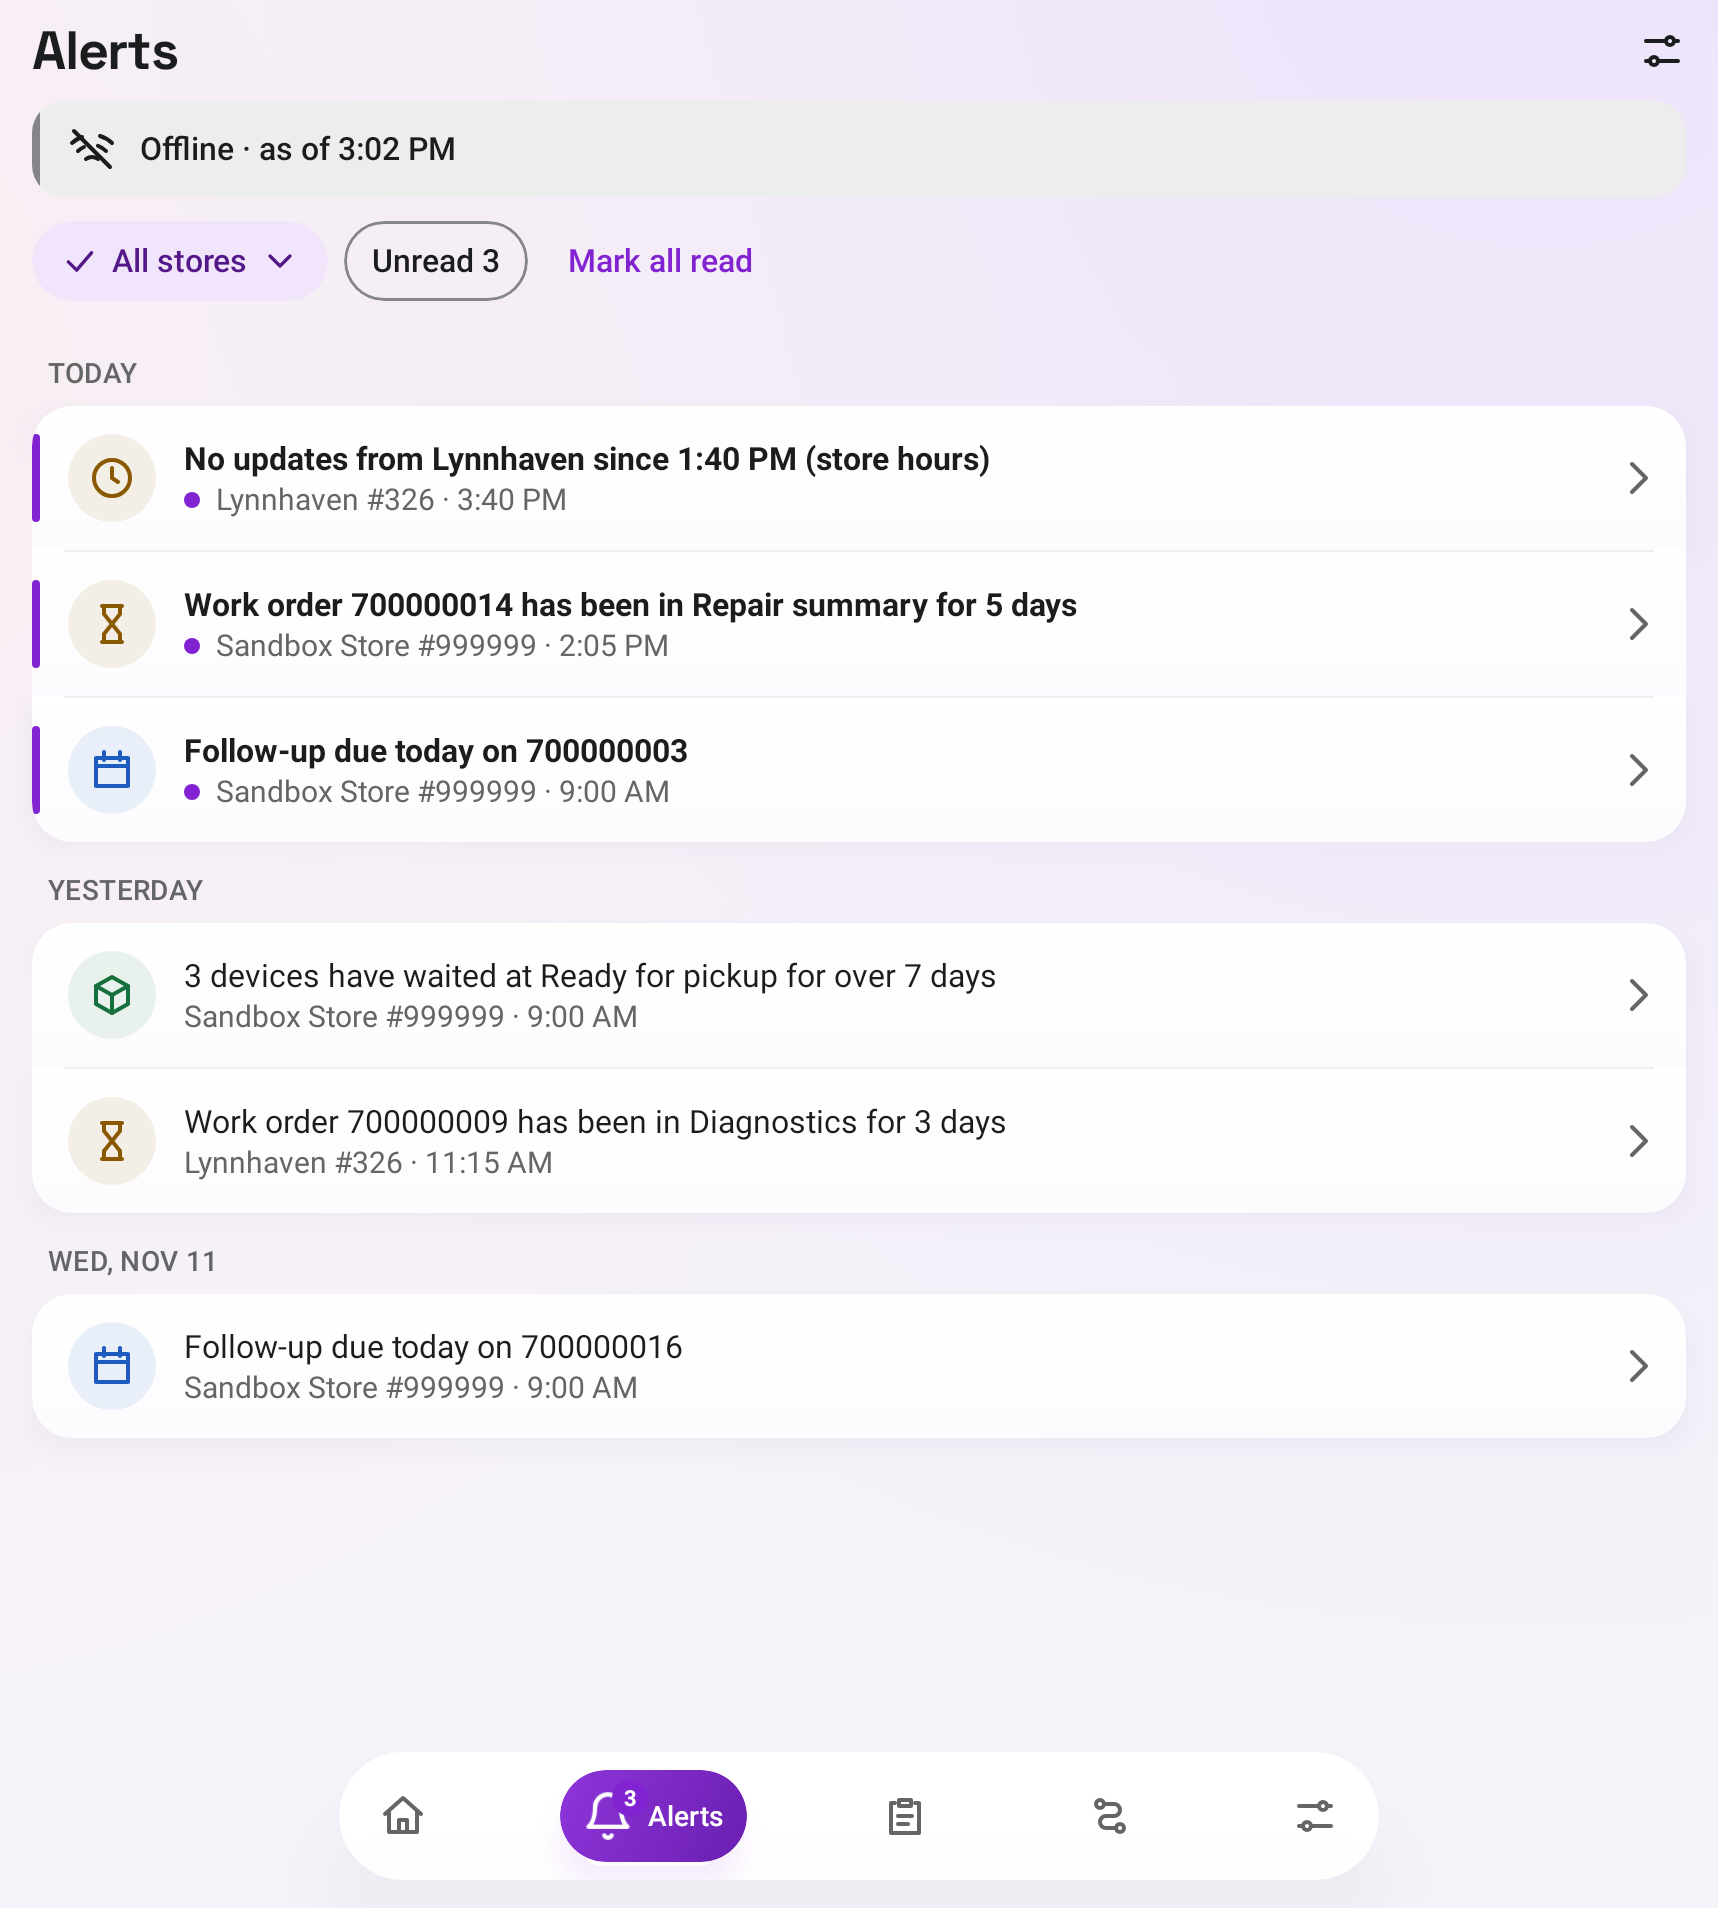 Alerts
Offline · as of 3:02 PM
All stores
Unread 3
Mark all read
TODAY
No updates from Lynnhaven since 1:40 PM (store hours)
Lynnhaven #326 · 3:40 PM
Work order 700000014 has been in Repair summary for 5 days
Sandbox Store #999999 · 2:05 PM
Follow-up due today on 700000003
Sandbox Store #999999 · 9:00 AM
YESTERDAY
3 devices have waited at Ready for pickup for over 7 days
Sandbox Store #999999 · 9:00 AM
Work order 700000009 has been in Diagnostics for 3 days
Lynnhaven #326 · 11:15 AM
WED, NOV 11
Follow-up due today on 700000016
Sandbox Store #999999 · 9:00 AM
3
Alerts